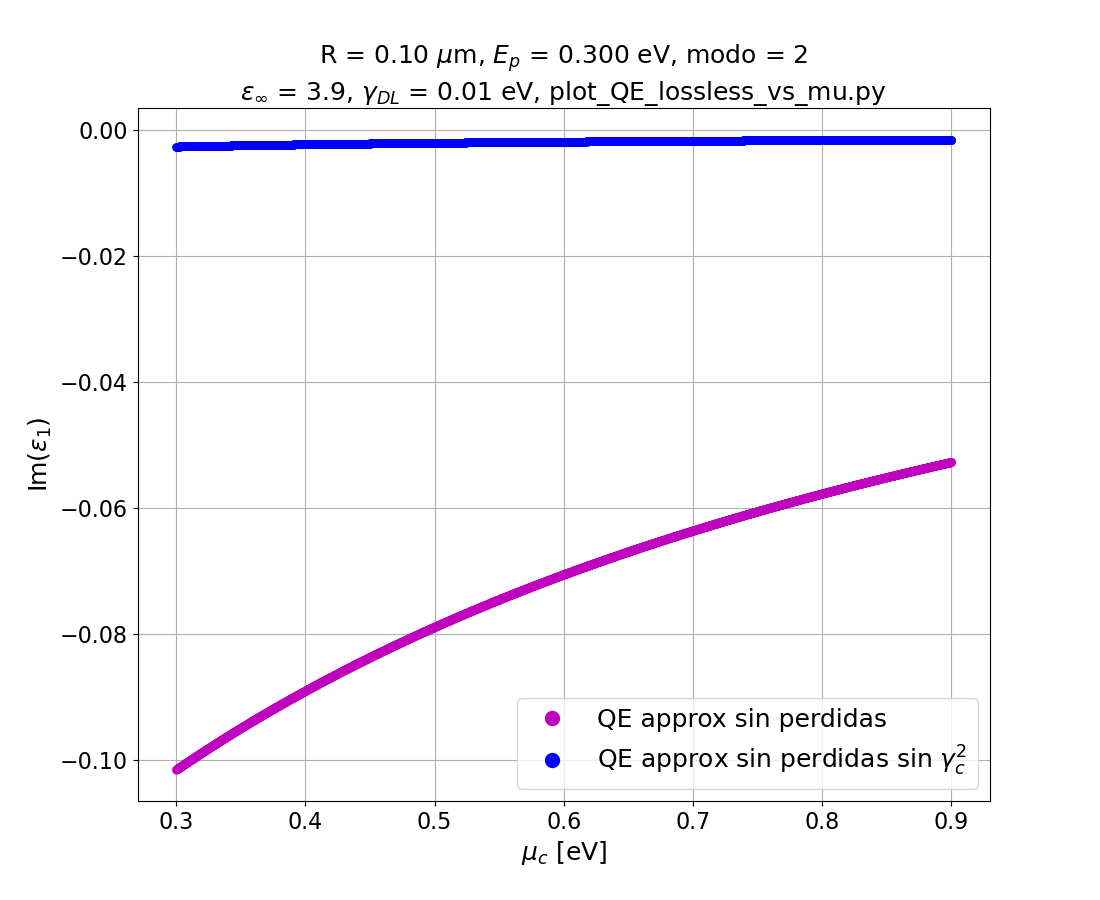 R = 0.10 μm, E_p = 0.300 eV, modo = 2
ε_∞ = 3.9, γ_DL = 0.01 eV, plot_QE_lossless_vs_mu.py
0.00
−0.02
−0.04
−0.06
−0.08
−0.10
Im(ε₁)
QE approx sin perdidas
QE approx sin perdidas sin γ_c^2
0.3 0.4 0.5 0.6 0.7 0.8 0.9
μ_c [eV]